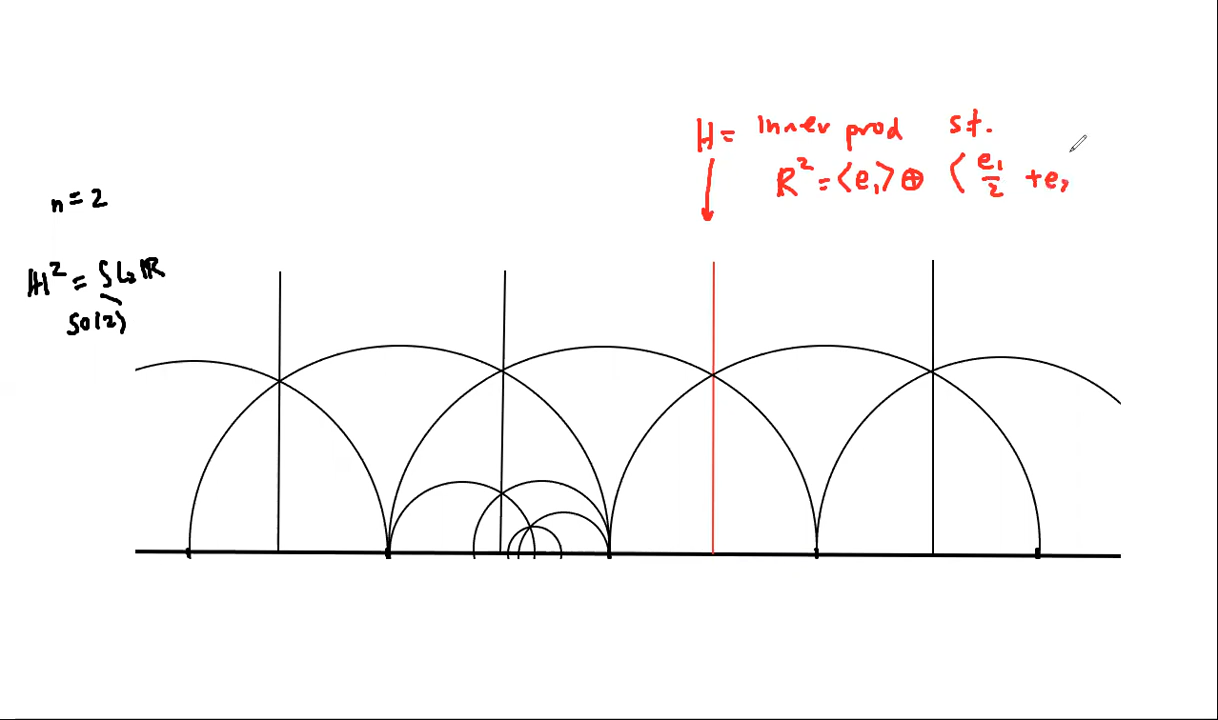 H = inner prod st.
R² = ⟨e₁⟩ ⊕ ⟨e₁/2 + e₂
n = 2
H² = SL₂ℝ
SO(2)